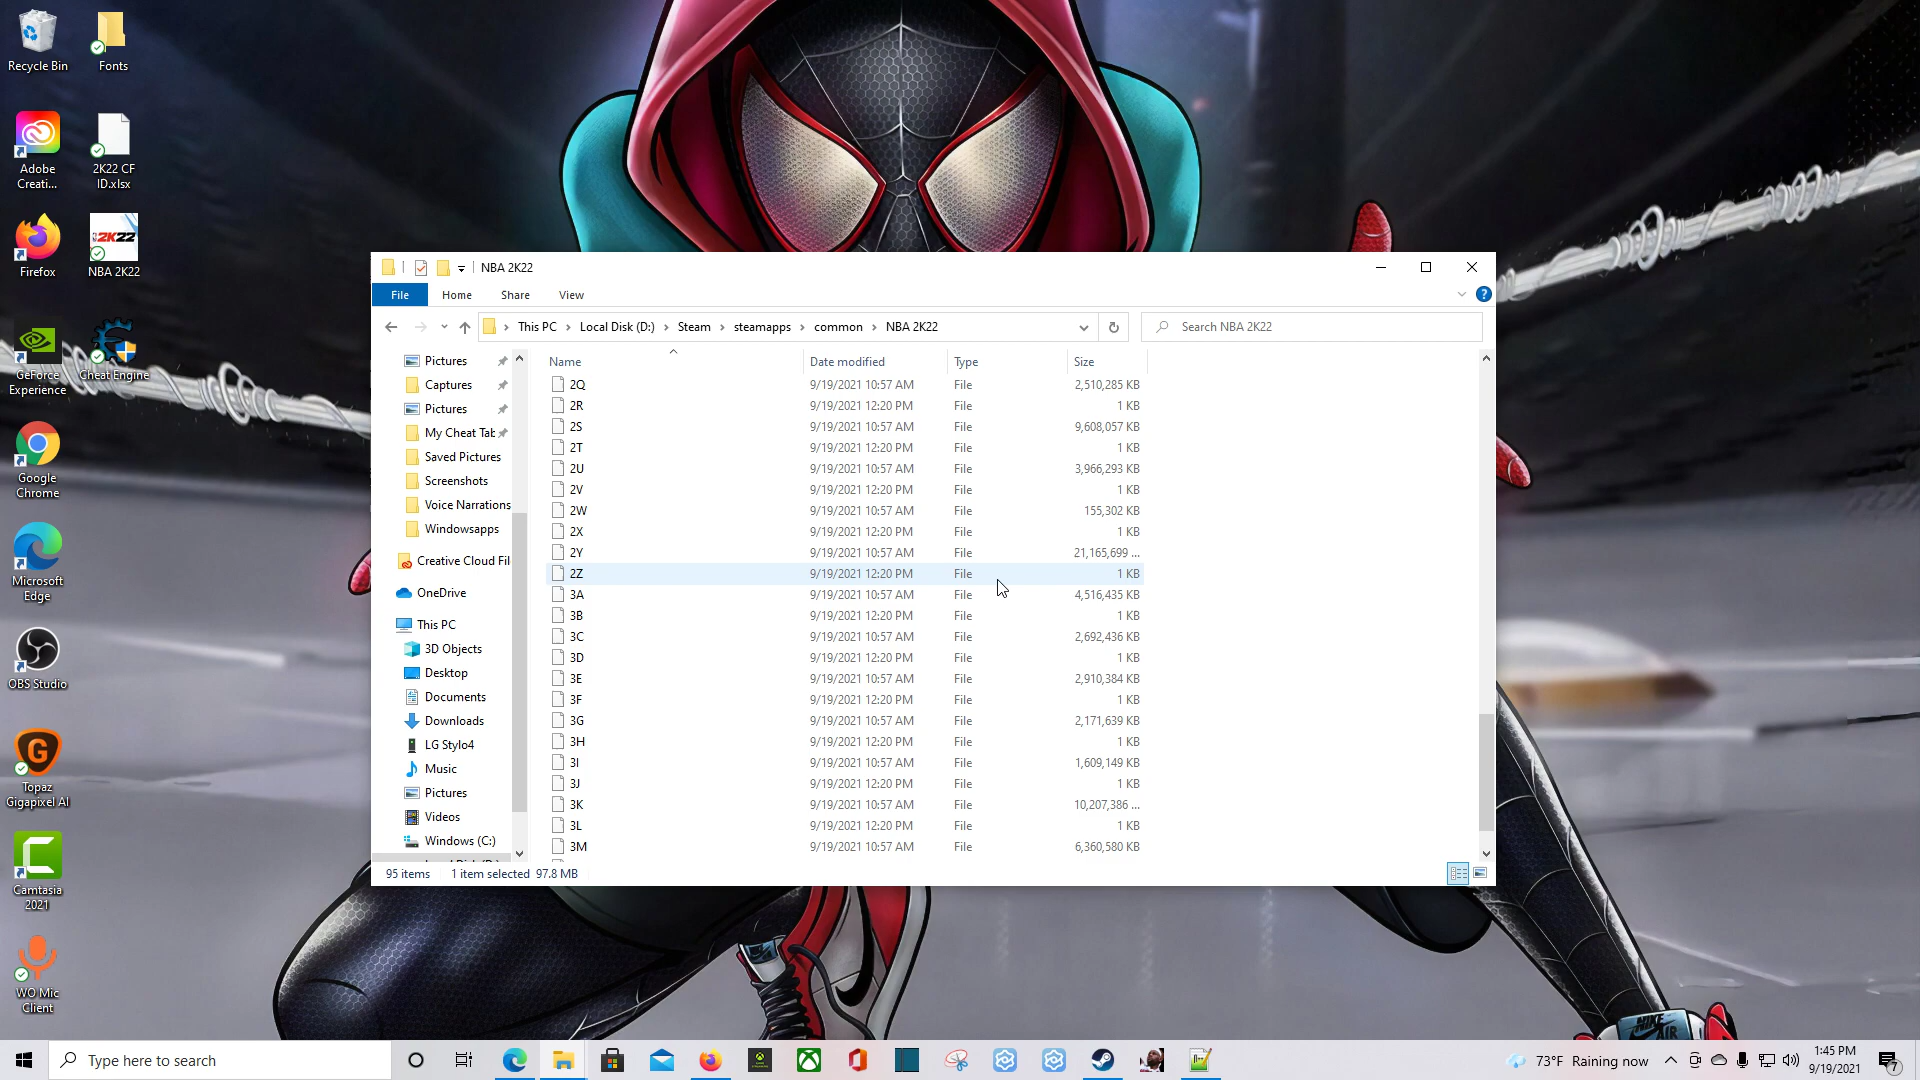 Recycle Bin
Fonts
Adobe
Creati...
2K22 CF
ID.xlsx
2K22
Firefox
NBA 2K22
GeForce
Experience
Cheat Engine
Google
Chrome
Microsoft
Edge
OBS Studio
Topaz
Gigapixel AI
Camtasia
2021
WO Mic
Client
NBA 2K22
File
Home
Share
View
This PC
Local Disk (D:)
Steam
steamapps
common
NBA 2K22
Search NBA 2K22
Pictures
Captures
Pictures
My Cheat Tab
Saved Pictures
Screenshots
Voice Narrations
Windowsapps
Creative Cloud Fil
OneDrive
This PC
3D Objects
Desktop
Documents
Downloads
LG Stylo4
Music
Pictures
Videos
Windows (C:)
Name Date modified Type Size
2Q 9/19/2021 10:57 AM File 2,510,285 KB
2R 9/19/2021 12:20 PM File 1 KB
2S 9/19/2021 10:57 AM File 9,608,057 KB
2T 9/19/2021 12:20 PM File 1 KB
2U 9/19/2021 10:57 AM File 3,966,293 KB
2V 9/19/2021 12:20 PM File 1 KB
2W 9/19/2021 10:57 AM File 155,302 KB
2X 9/19/2021 12:20 PM File 1 KB
2Y 9/19/2021 10:57 AM File 21,165,699 ...
2Z 9/19/2021 12:20 PM File 1 KB
3A 9/19/2021 10:57 AM File 4,516,435 KB
3B 9/19/2021 12:20 PM File 1 KB
3C 9/19/2021 10:57 AM File 2,692,436 KB
3D 9/19/2021 12:20 PM File 1 KB
3E 9/19/2021 10:57 AM File 2,910,384 KB
3F 9/19/2021 12:20 PM File 1 KB
3G 9/19/2021 10:57 AM File 2,171,639 KB
3H 9/19/2021 12:20 PM File 1 KB
3I 9/19/2021 10:57 AM File 1,609,149 KB
3J 9/19/2021 12:20 PM File 1 KB
3K 9/19/2021 10:57 AM File 10,207,386 ...
3L 9/19/2021 12:20 PM File 1 KB
3M 9/19/2021 10:57 AM File 6,360,580 KB
95 items 1 item selected 97.8 MB
NIKE
AIR
Type here to search
73°F Raining now
1:45 PM
9/19/2021
7